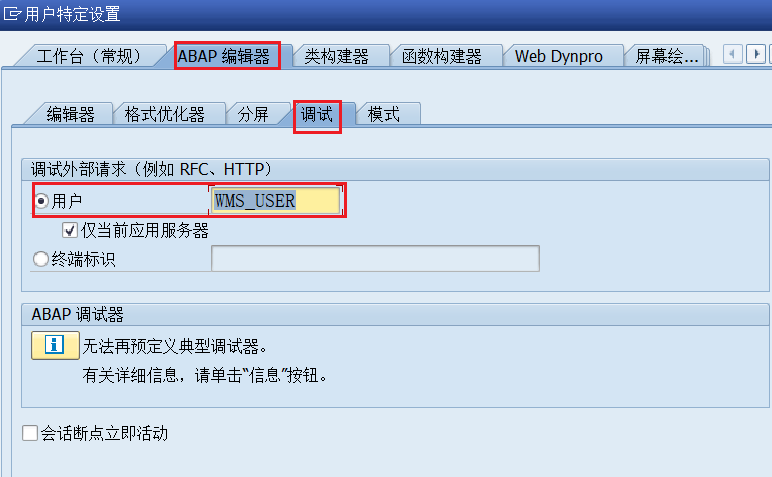 用户特定设置
工作台（常规） ABAP 编辑器 类构建器 函数构建器 Web Dynpro 屏幕绘...
编辑器 格式优化器 分屏 调试 模式
调试外部请求（例如 RFC、HTTP）
用户 WMS_USER
仅当前应用服务器
终端标识
ABAP 调试器
无法再预定义典型调试器。
有关详细信息，请单击“信息”按钮。
会话断点立即活动